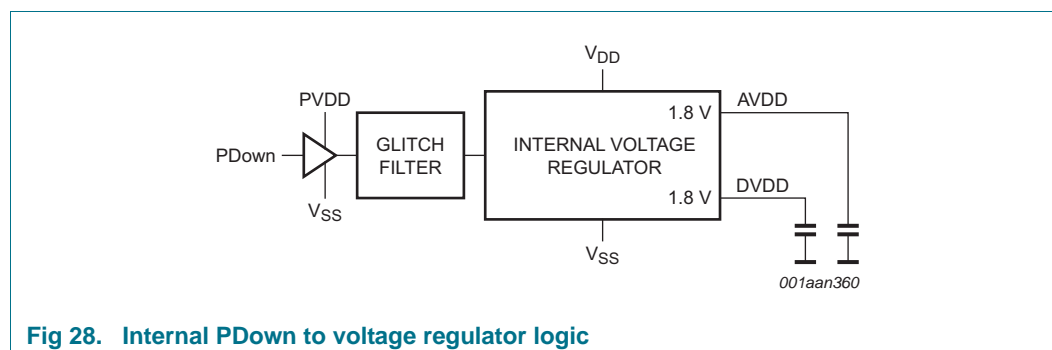 VDD
PVDD
AVDD
1.8 V
PDown
GLITCH
FILTER
INTERNAL VOLTAGE
REGULATOR
DVDD
1.8 V
VSS
VSS
001aan360
Fig 28. Internal PDown to voltage regulator logic